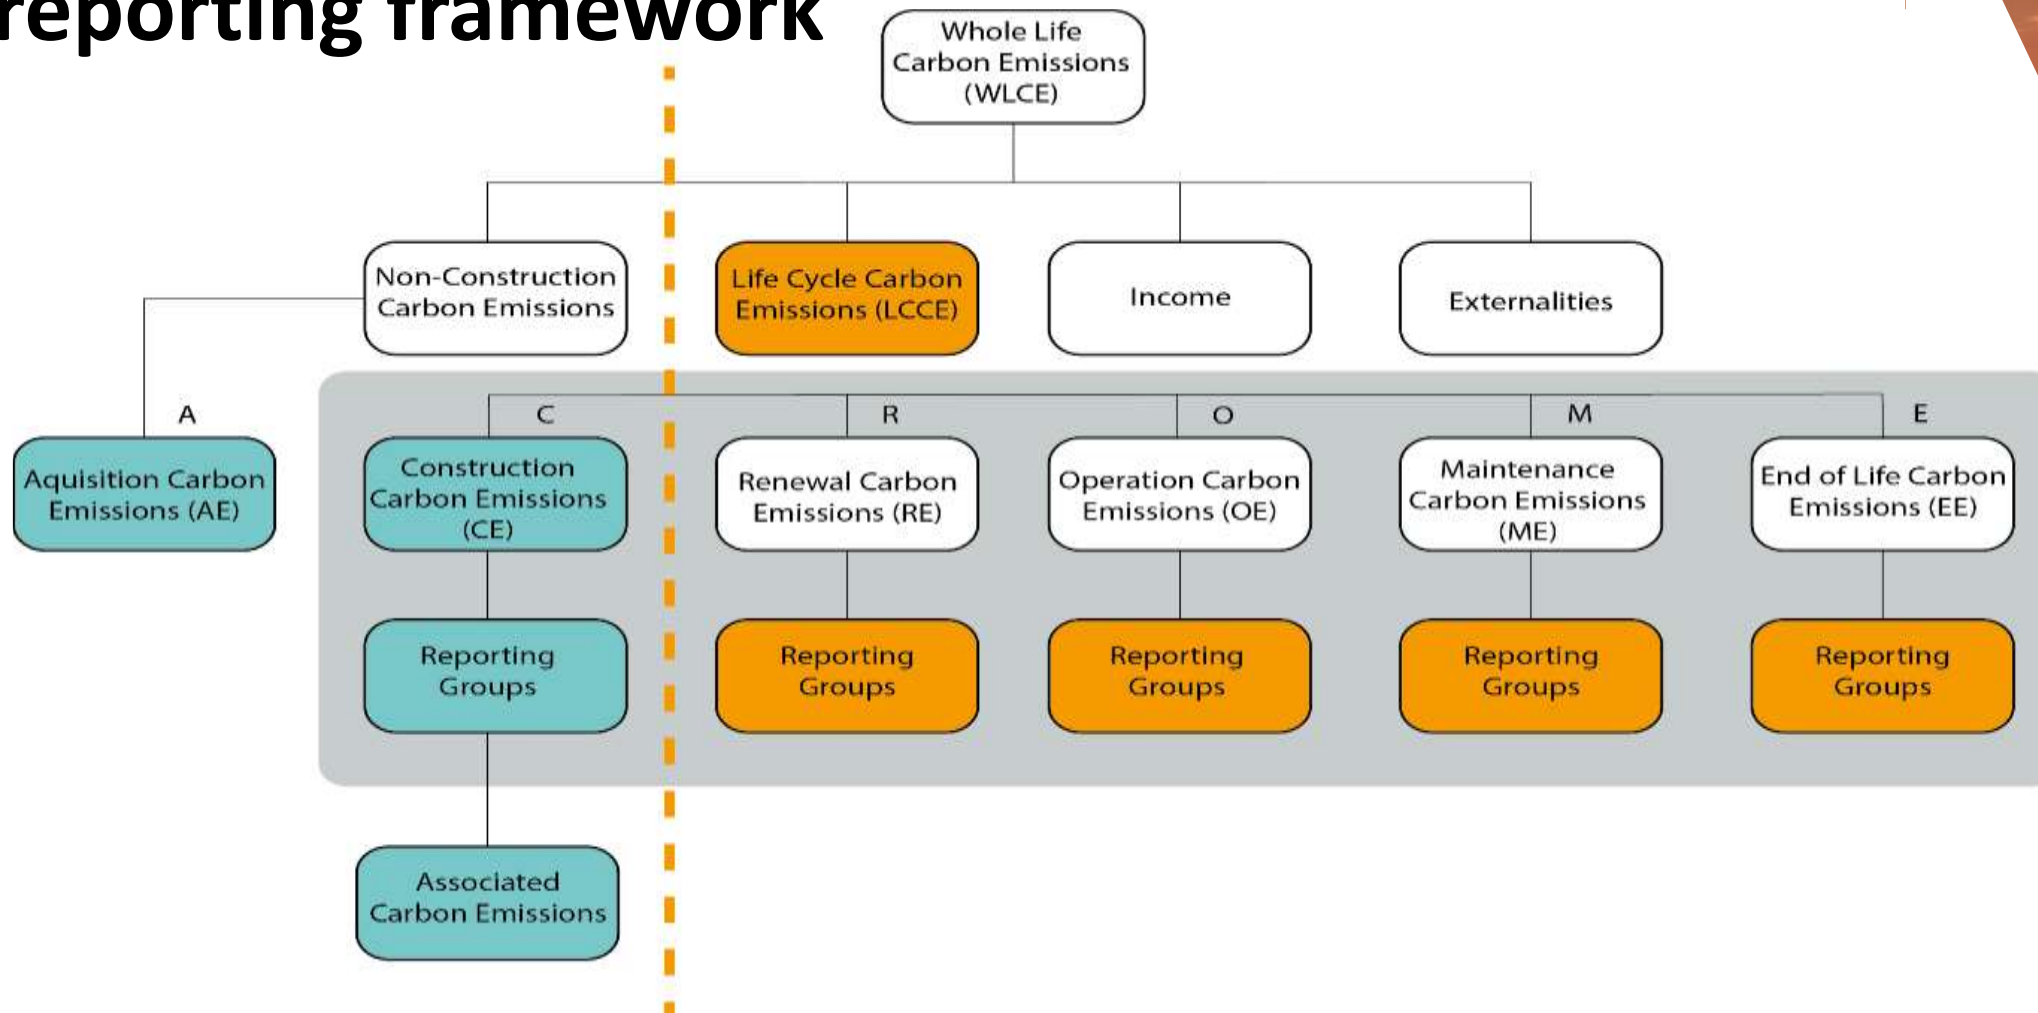 reporting framework
Whole Life
Carbon Emissions
(WLCE)
Non-Construction
Carbon Emissions
Life Cycle Carbon
Emissions (LCCE)
Income
Externalities
A
C
R
O
M
E
Aquisition Carbon
Emissions (AE)
Construction
Carbon Emissions
(CE)
Renewal Carbon
Emissions (RE)
Operation Carbon
Emissions (OE)
Maintenance
Carbon Emissions
(ME)
End of Life Carbon
Emissions (EE)
Reporting
Groups
Reporting
Groups
Reporting
Groups
Reporting
Groups
Reporting
Groups
Associated
Carbon Emissions